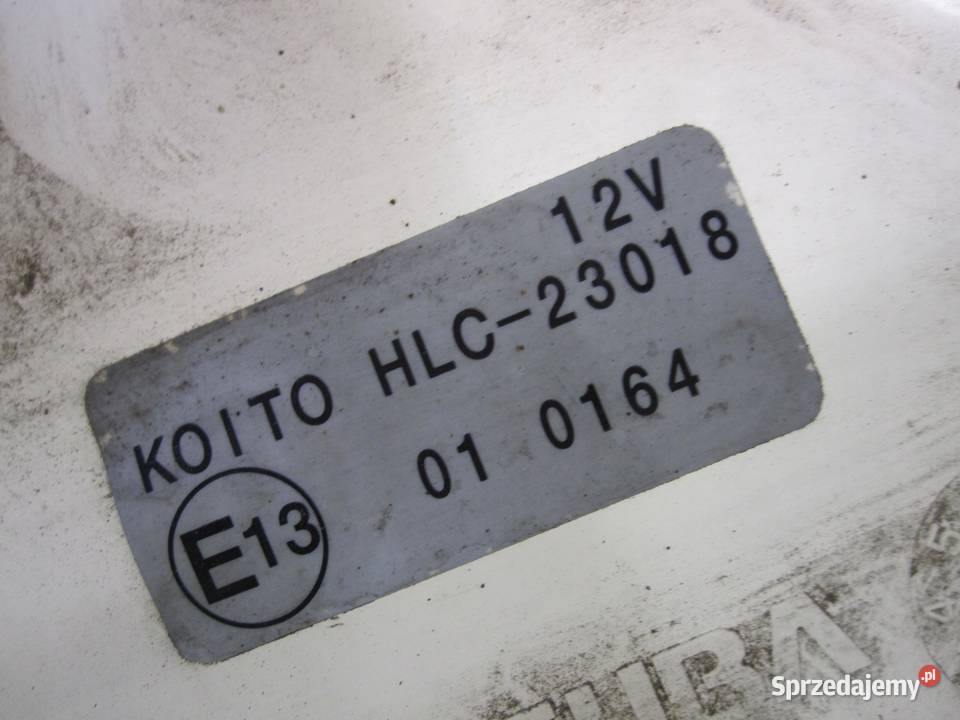 12V
KOITO HLC-23018
E13 01 0164
Sprzedajemy.pl